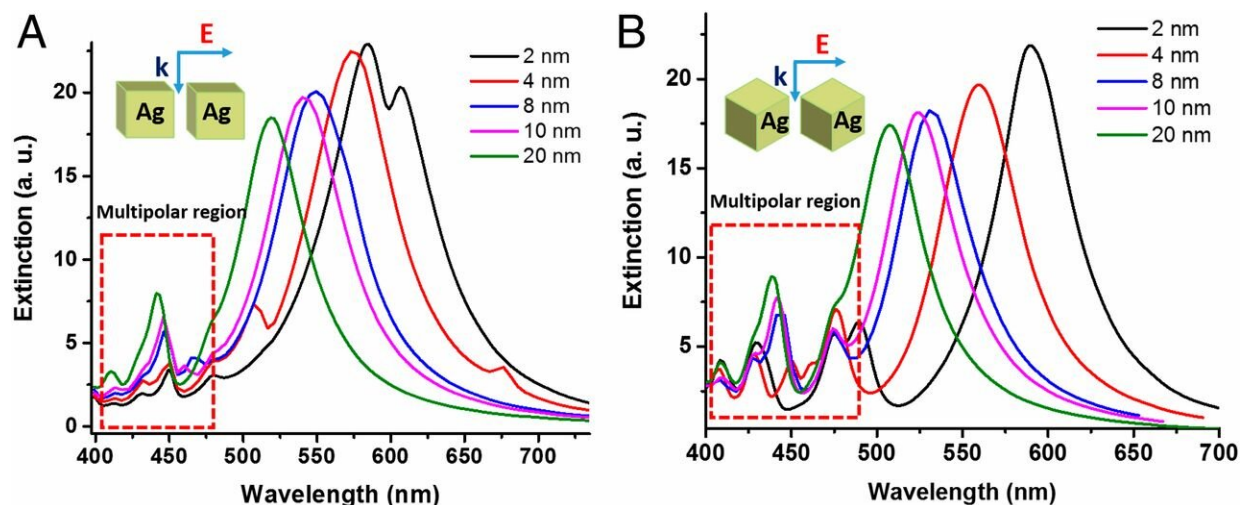 A
E
k
Ag Ag
2 nm
4 nm
8 nm
10 nm
20 nm
Multipolar region
Extinction (a. u.)
20
15
10
5
0
400 450 500 550 600 650 700
Wavelength (nm)
B
E
k
Ag Ag
2 nm
4 nm
8 nm
10 nm
20 nm
Multipolar region
Extinction (a. u.)
20
15
10
5
400 450 500 550 600 650 700
Wavelength (nm)